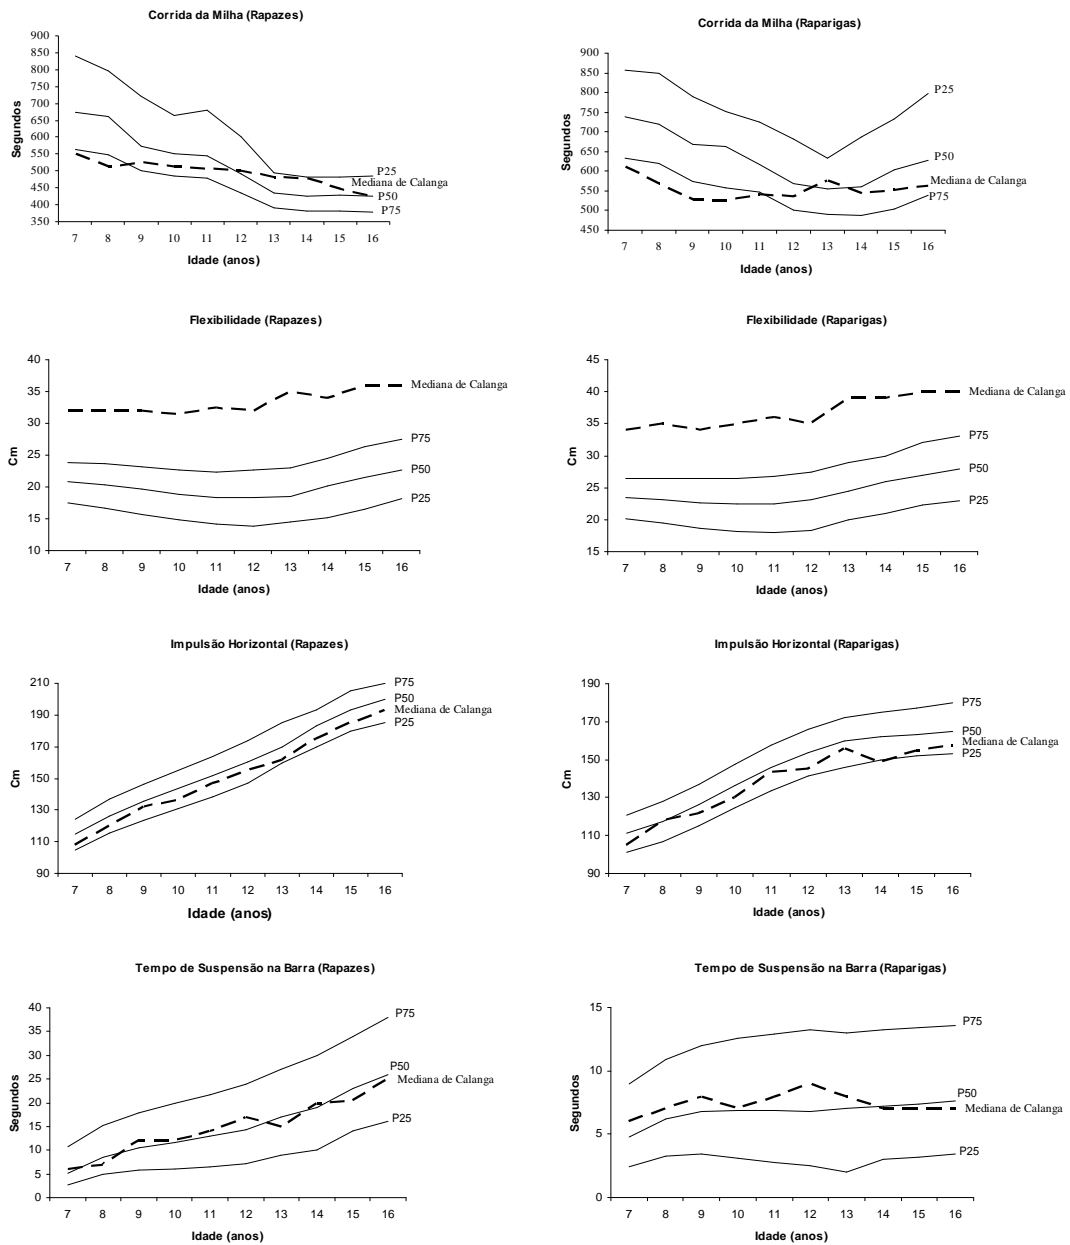 Corrida da Milha (Rapazes)
900
850
800
750
700
650
600
550
500
450
400
350
Segundos
P25
Mediana de Calanga
P50
P75
7 8 9 10 11 12 13 14 15 16
Idade (anos)
Corrida da Milha (Raparigas)
900
850
800
750
700
650
600
550
500
450
Segundos
P25
P50
Mediana de Calanga
P75
7 8 9 10 11 12 13 14 15 16
Idade (anos)
Flexibilidade (Rapazes)
40
35
30
25
20
15
10
Cm
Mediana de Calanga
P75
P50
P25
7 8 9 10 11 12 13 14 15 16
Idade (anos)
Flexibilidade (Raparigas)
45
40
35
30
25
20
15
Cm
Mediana de Calanga
P75
P50
P25
7 8 9 10 11 12 13 14 15 16
Idade (anos)
Impulsão Horizontal (Rapazes)
210
190
170
150
130
110
90
Cm
P75
P50
Mediana de Calanga
P25
7 8 9 10 11 12 13 14 15 16
Idade (anos)
Impulsão Horizontal (Raparigas)
190
170
150
130
110
90
Cm
P75
P50
Mediana de Calanga
P25
7 8 9 10 11 12 13 14 15 16
Idade (anos)
Tempo de Suspensão na Barra (Rapazes)
40
35
30
25
20
15
10
5
0
Segundos
P75
P50
Mediana de Calanga
P25
7 8 9 10 11 12 13 14 15 16
Idade (anos)
Tempo de Suspensão na Barra (Raparigas)
15
10
5
0
Segundos
P75
P50
Mediana de Calanga
P25
7 8 9 10 11 12 13 14 15 16
Idade (anos)